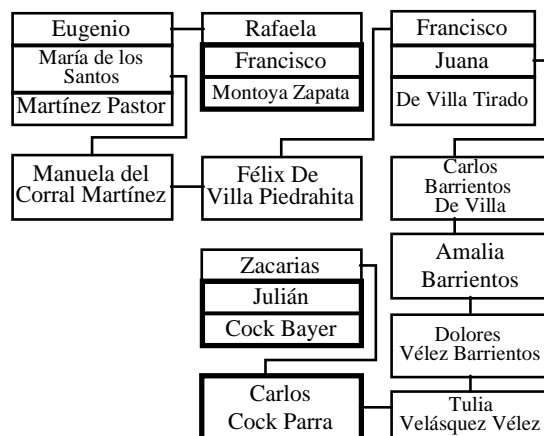 Eugenio
María de los
Santos
Martínez Pastor
Rafaela
Francisco
Montoya Zapata
Francisco
Juana
De Villa Tirado
Manuela del
Corral Martínez
Félix De
Villa Piedrahita
Carlos
Barrientos
De Villa
Amalia
Barrientos
Zacarias
Julián
Cock Bayer
Dolores
Vélez Barrientos
Carlos
Cock Parra
Tulia
Velásquez Vélez